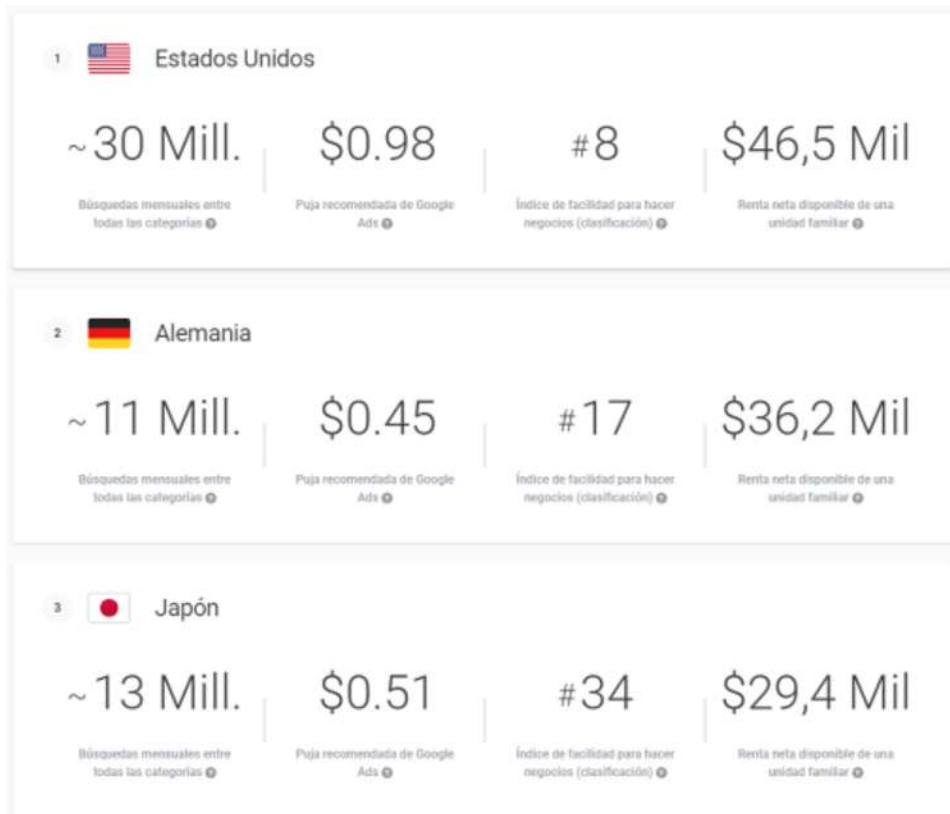 1 Estados Unidos
~30 Mill. $0.98 #8 $46,5 Mil
Búsquedas mensuales entre Puja recomendada de Google Índice de facilidad para hacer Renta neta disponible de una
todas las categorías Ads negocios (clasificación) unidad familiar
2 Alemania
~11 Mill. $0.45 #17 $36,2 Mil
Búsquedas mensuales entre Puja recomendada de Google Índice de facilidad para hacer Renta neta disponible de una
todas las categorías Ads negocios (clasificación) unidad familiar
3 Japón
~13 Mill. $0.51 #34 $29,4 Mil
Búsquedas mensuales entre Puja recomendada de Google Índice de facilidad para hacer Renta neta disponible de una
todas las categorías Ads negocios (clasificación) unidad familiar